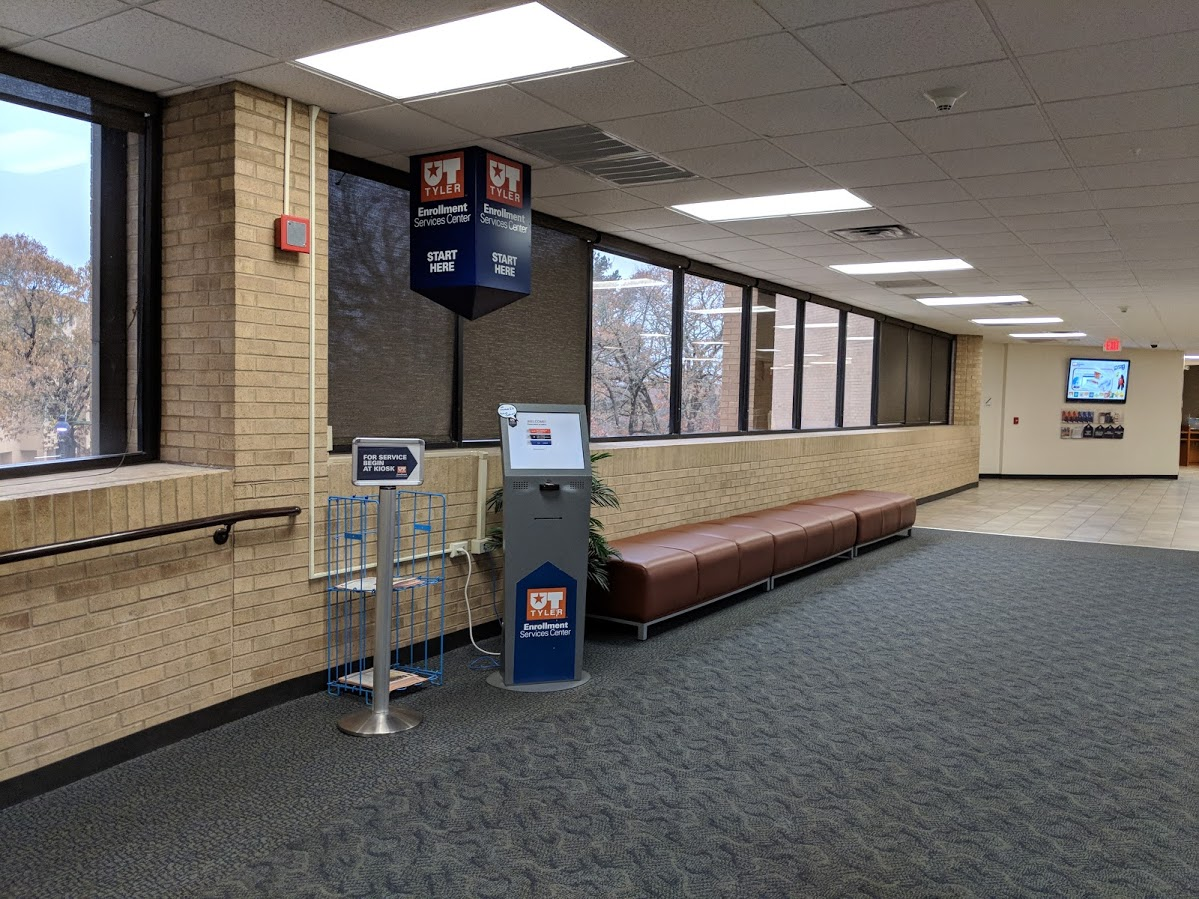 UT
TYLER
Enrollment
Services Center
START
HERE
UT
TYLER
Enrollment
Services Center
START
HERE
EXIT
FOR SERVICE
BEGIN
AT KIOSK
UT
TYLER
Enrollment
Services Center